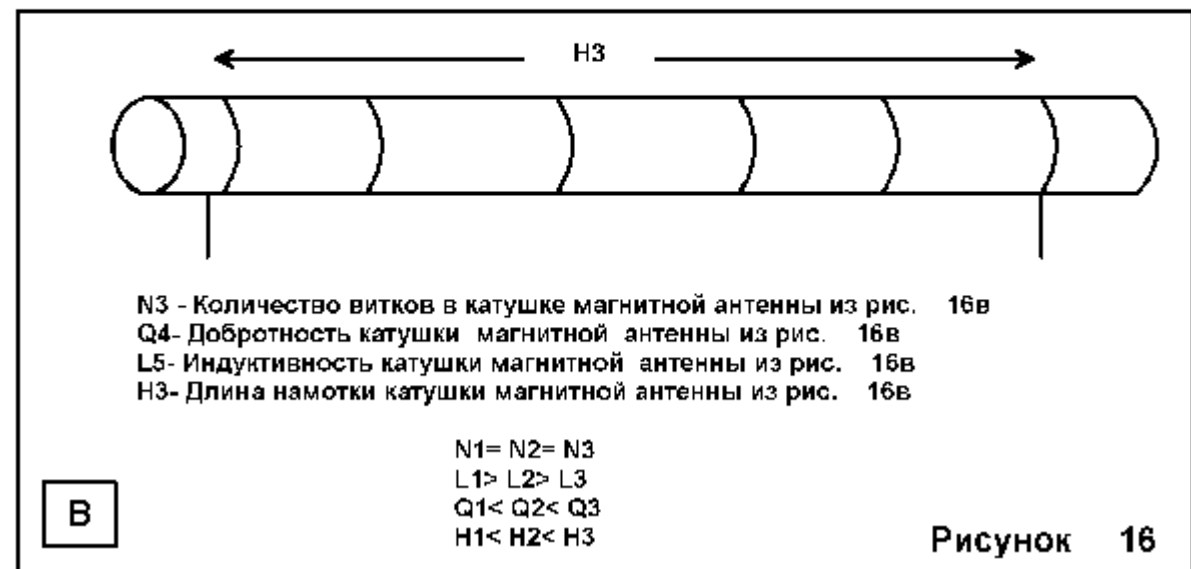 H3
N3 - Количество витков в катушке магнитной антенны из рис. 16в
Q4- Добротность катушки магнитной антенны из рис. 16в
L5- Индуктивность катушки магнитной антенны из рис. 16в
H3- Длина намотки катушки магнитной антенны из рис. 16в
N1= N2= N3
L1> L2> L3
Q1< Q2< Q3
H1< H2< H3
В
Рисунок 16